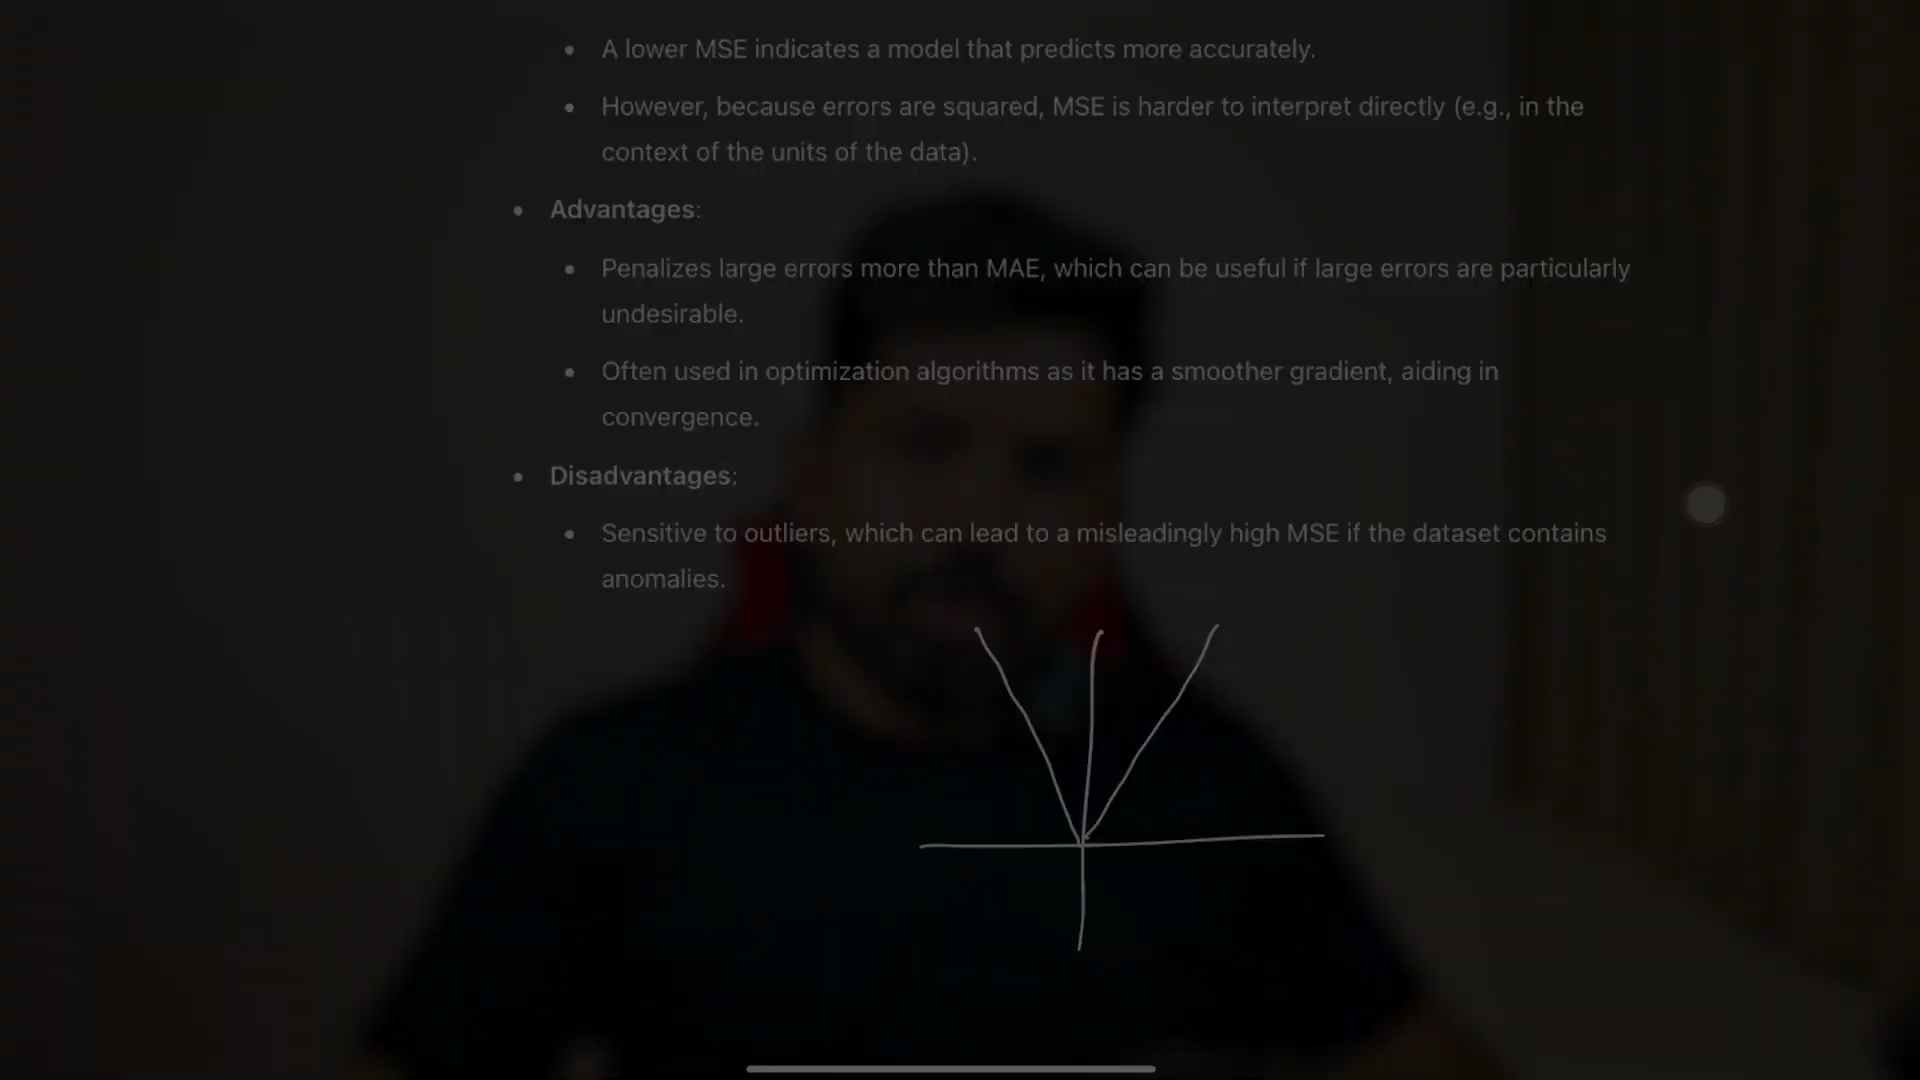 A lower MSE indicates a model that predicts more accurately.
However, because errors are squared, MSE is harder to interpret directly (e.g., in the
context of the units of the data).
Advantages:
Penalizes large errors more than MAE, which can be useful if large errors are particularly
undesirable.
Often used in optimization algorithms as it has a smoother gradient, aiding in
convergence.
Disadvantages:
Sensitive to outliers, which can lead to a misleadingly high MSE if the dataset contains
anomalies.